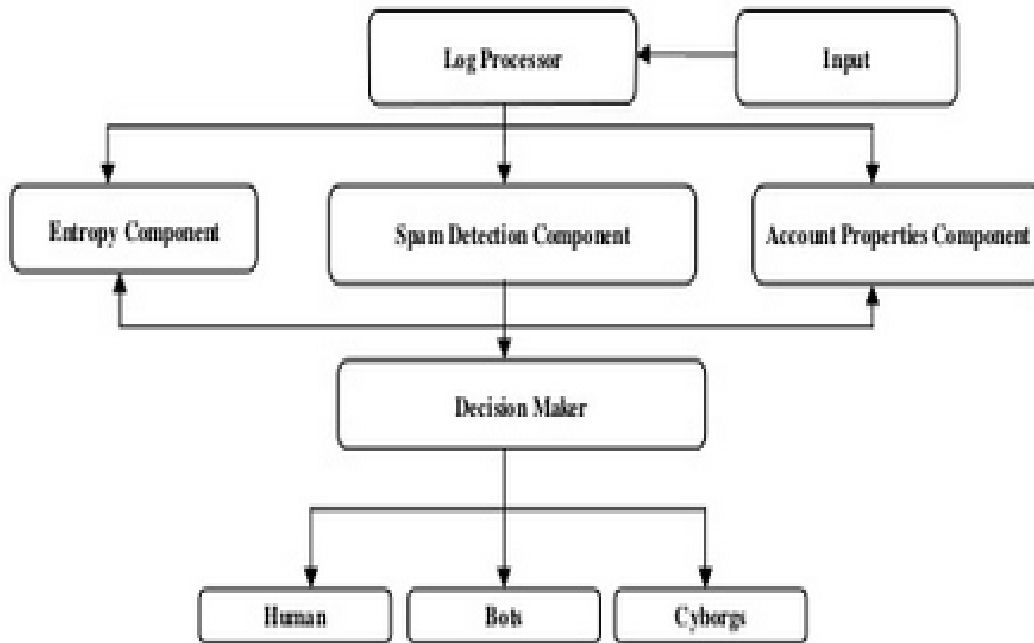 Log Processor
Input
Entropy Component
Spam Detection Component
Account Properties Component
Decision Maker
Human
Bots
Cyborgs